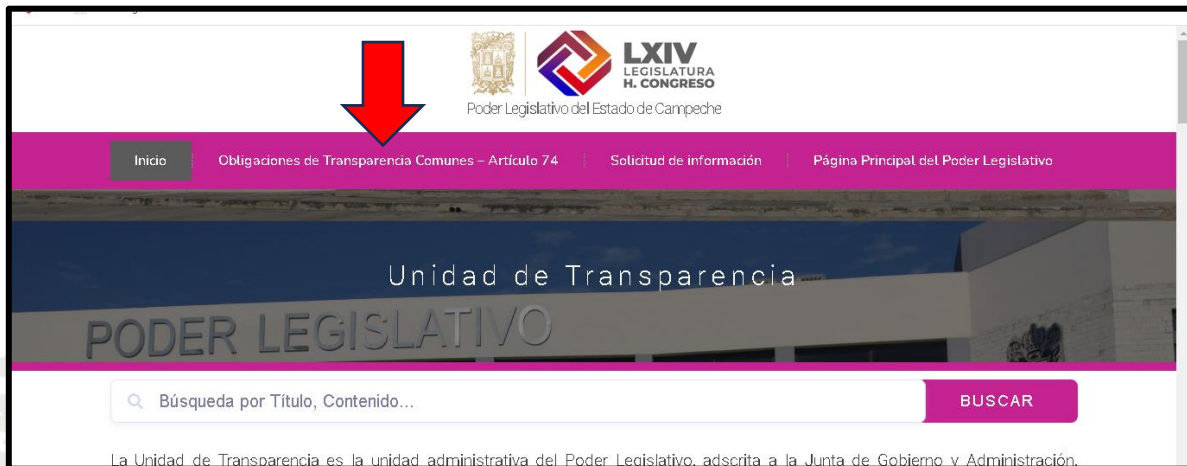 LXIV
LEGISLATURA
H. CONGRESO
Poder Legislativo del Estado de Campeche
Inicio Obligaciones de Transparencia Comunes – Artículo 74 Solicitud de información Página Principal del Poder Legislativo
Unidad de Transparencia
PODER LEGISLATIVO
Búsqueda por Título, Contenido... BUSCAR
La Unidad de Transparencia es la unidad administrativa del Poder Legislativo, adscrita a la Junta de Gobierno y Administración,